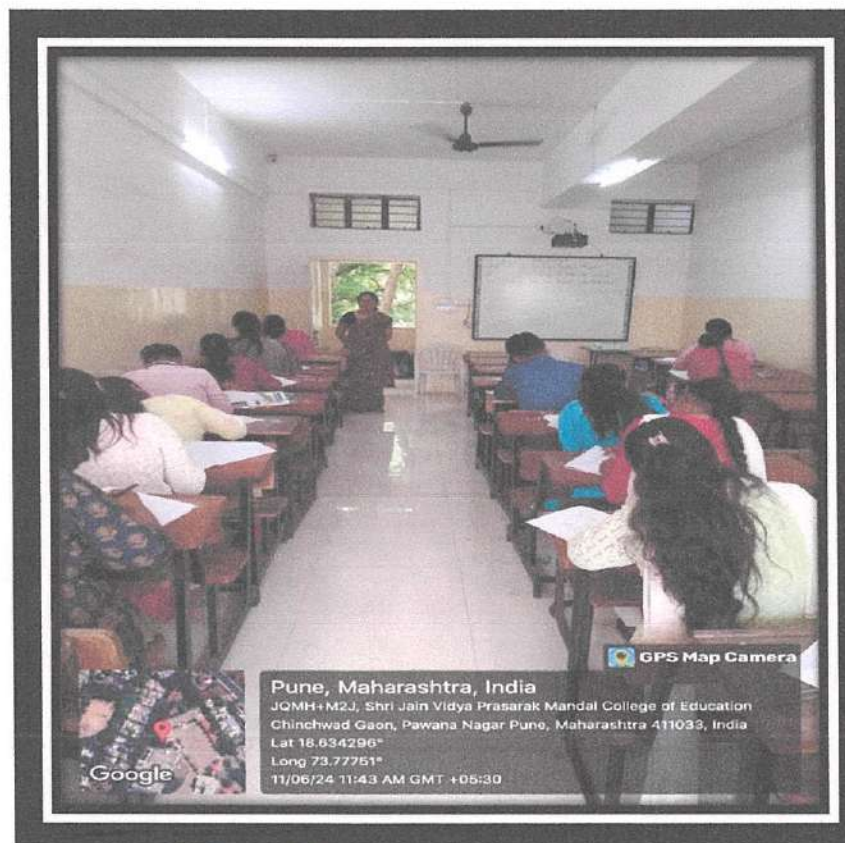 GPS Map Camera
Pune, Maharashtra, India
JQMH+M2J, Shri Jain Vidya Prasarak Mandal College of Education
Chinchwad Gaon, Pawana Nagar Pune, Maharashtra 411033, India
Lat 18.634296°
Long 73.77751°
11/06/24 11:43 AM GMT +05:30
Google